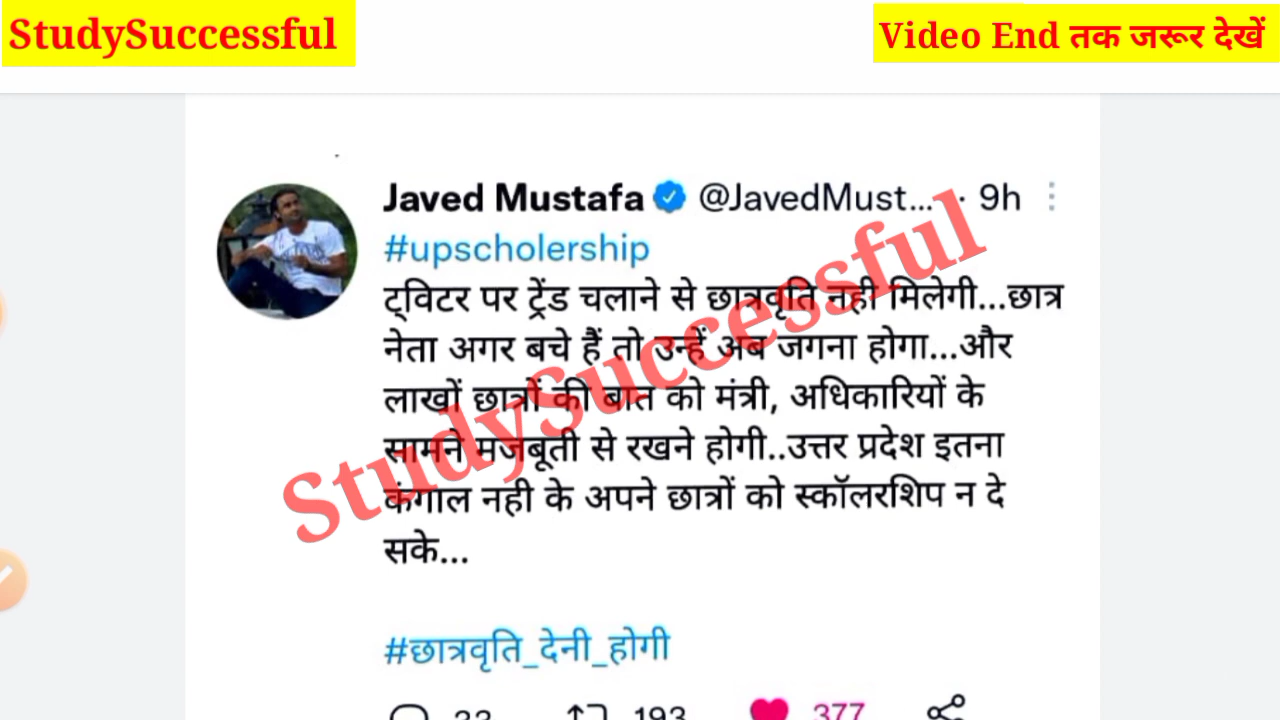 StudySuccessful
Video End तक जरूर देखें
Javed Mustafa @JavedMust... · 9h
#upscholership
ट्विटर पर ट्रेंड चलाने से छात्रवृति नही मिलेगी...छात्र
नेता अगर बचे हैं तो उन्हें अब जगना होगा...और
लाखों छात्रों की बात को मंत्री, अधिकारियों के
सामने मजबूती से रखने होगी..उत्तर प्रदेश इतना
कंगाल नही के अपने छात्रों को स्कॉलरशिप न दे
सके...
StudySuccessful
#छात्रवृति_देनी_होगी
193 377